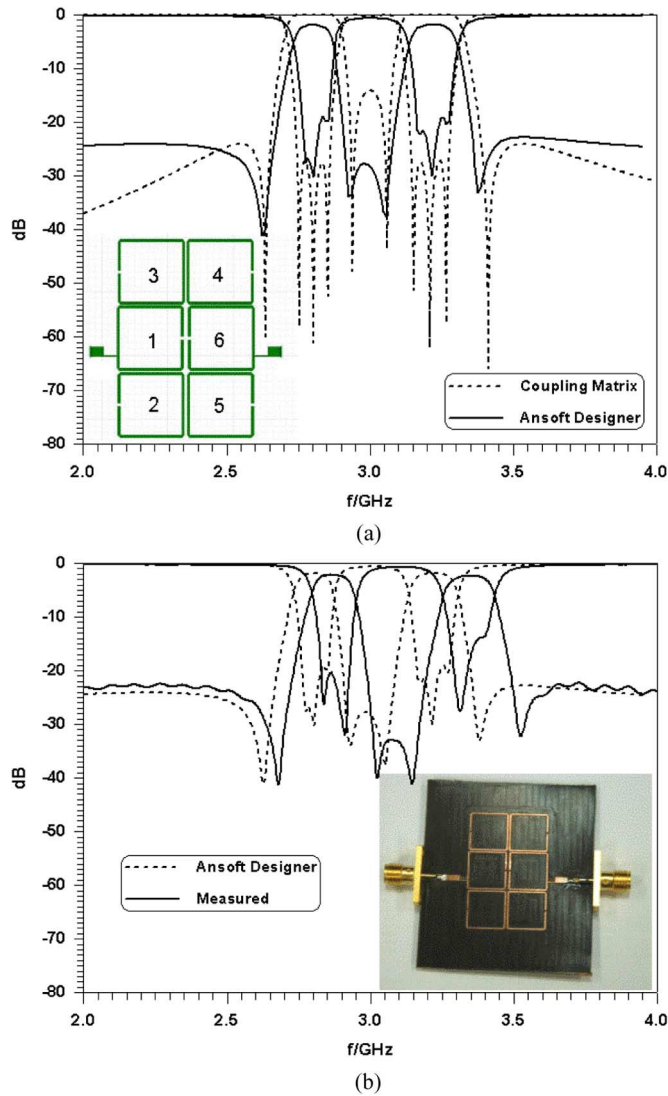 0
-10
-20
-30
-40
-50
-60
-70
-80
dB
3 4
1 6
2 5
Coupling Matrix
Ansoft Designer
2.0 2.5 3.0 3.5 4.0
f/GHz
(a)
0
-10
-20
-30
-40
-50
-60
-70
-80
dB
Ansoft Designer
Measured
2.0 2.5 3.0 3.5 4.0
f/GHz
(b)